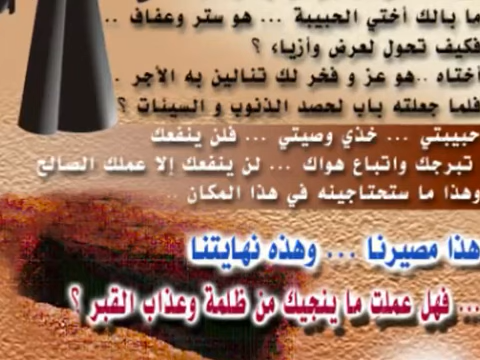 ما بالك أختي الحبيبة ... هو ستر وعفاف ..
فكيف تحول لعرض وأزياء ؟
أختاه ..هو عز و فخر لك تنالين به الأجر .
فلما جعلته باب لحصد الذنوب و السيئات ؟
حبيبتي ... خذي وصيتي ... فلن ينفعك
تبرجك واتباع هواك ... لن ينفعك إلا عملك الصالح
وهذا ما ستحتاجينه في هذا المكان ..
هذا مصيرنا ... وهذه نهايتنا
... فهل عملت ما ينجيك من ظلمة وعذاب القبر ؟